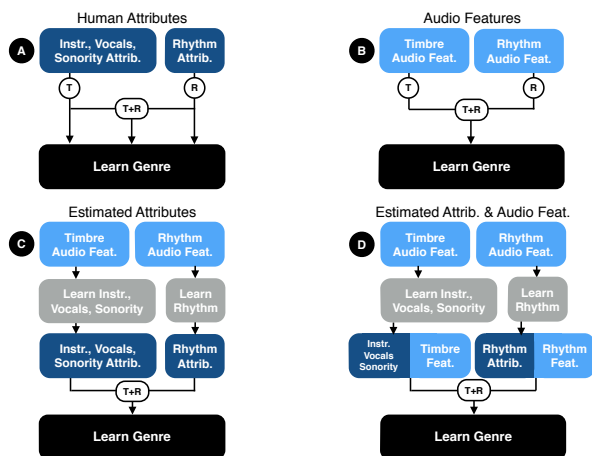 Human Attributes
A
Instr., Vocals,
Sonority Attrib.
Rhythm
Attrib.
T
R
T+R
Learn Genre
Audio Features
B
Timbre
Audio Feat.
Rhythm
Audio Feat.
T
R
T+R
Learn Genre
Estimated Attributes
C
Timbre
Audio Feat.
Rhythm
Audio Feat.
Learn Instr.,
Vocals, Sonority
Learn
Rhythm
Instr., Vocals,
Sonority Attrib.
Rhythm
Attrib.
T+R
Learn Genre
Estimated Attrib. & Audio Feat.
D
Timbre
Audio Feat.
Rhythm
Audio Feat.
Learn Instr.,
Vocals, Sonority
Learn
Rhythm
Instr.
Vocals
Sonority
Timbre
Feat.
Rhythm
Attrib.
Rhythm
Feat.
T+R
Learn Genre